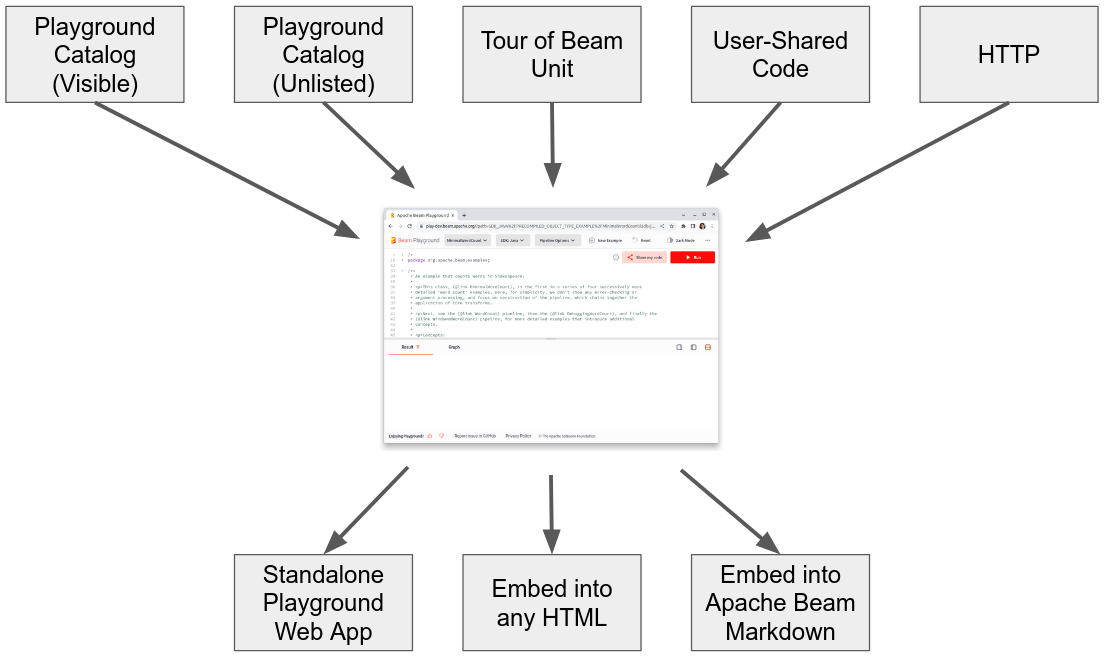 Playground
Catalog
(Visible)
Playground
Catalog
(Unlisted)
Tour of Beam
Unit
User-Shared
Code
HTTP
Apache Beam Playground
Beam Playground
MinimalWordCount
SDK: Java
Pipeline Options
New Example
Reset
Dark Mode
/*
Share my code
Run
package org.apache.beam.examples;
/**
* An example that counts words in Shakespeare.
*
* <p>This class, {@link MinimalWordCount}, is the first in a series of four successively more
* detailed 'word count' examples. Here, for simplicity, we don't show any error-checking or
* argument processing, and focus on construction of the pipeline, which chains together the
* application of core transforms.
*
* <p>Next, see the {@link WordCount} pipeline, then the {@link DebuggingWordCount}, and finally the
* {@link WindowedWordCount} pipeline, for more detailed examples that introduce additional
* concepts.
*
* <p>Concepts:
Result
Graph
Enjoying Playground?
Report Issue in GitHub
Privacy Policy
© The Apache Software Foundation
Standalone
Playground
Web App
Embed into
any HTML
Embed into
Apache Beam
Markdown